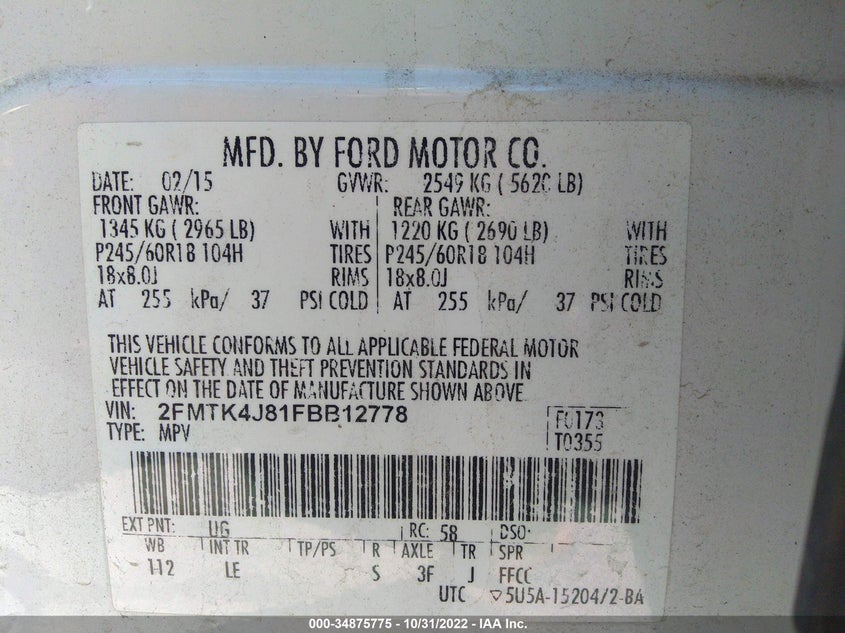 MFD. BY FORD MOTOR CO.
DATE: 02/15 GVWR: 2549 KG ( 5620 LB)
FRONT GAWR: REAR GAWR:
1345 KG ( 2965 LB) WITH 1220 KG ( 2690 LB) WITH
P245/60R18 104H TIRES P245/60R18 104H TIRES
18x8.0J RIMS 18x8.0J RIMS
AT 255 kPa/ 37 PSI COLD AT 255 kPa/ 37 PSI COLD
THIS VEHICLE CONFORMS TO ALL APPLICABLE FEDERAL MOTOR
VEHICLE SAFETY AND THEFT PREVENTION STANDARDS IN
EFFECT ON THE DATE OF MANUFACTURE SHOWN ABOVE.
VIN: 2FMTK4J81FBB12778 F0173
TYPE: MPV T0355
EXT PNT: UG RC: 58 DSO:
WB INT TR TP/PS R AXLE TR SPR
112 LE S 3F J FFCC
UTC ▽5U5A-15204/2-BA
000-34875775 - 10/31/2022 - IAA Inc.